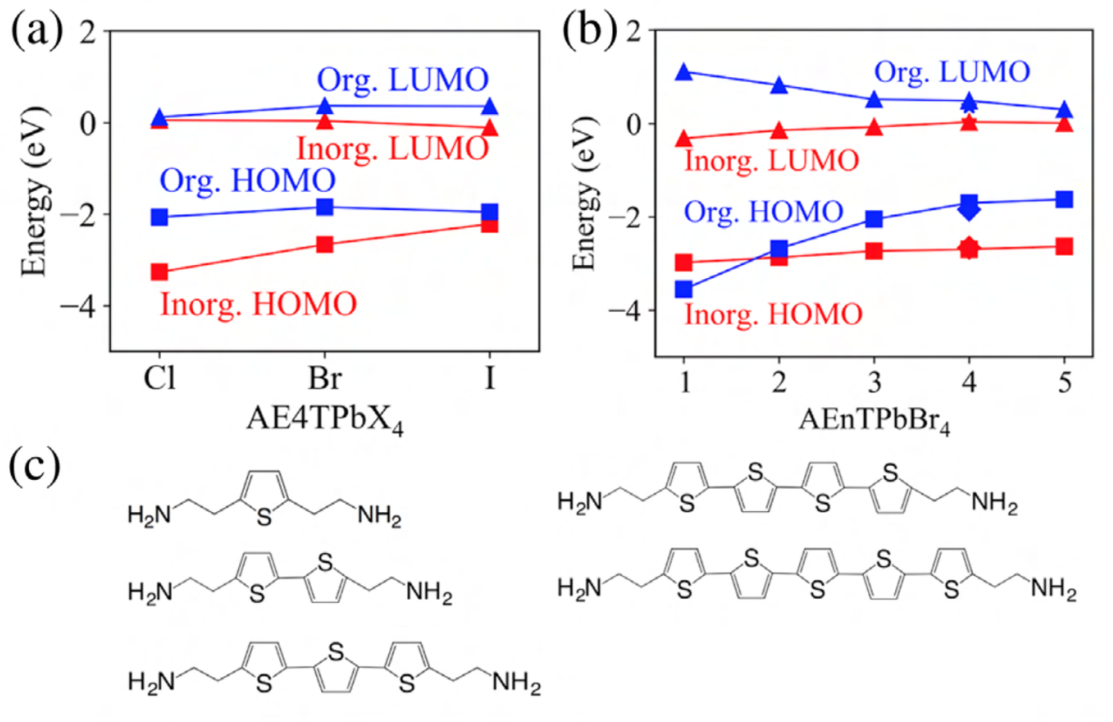 (a)
2
0
−2
−4
Energy (eV)
Org. LUMO
Inorg. LUMO
Org. HOMO
Inorg. HOMO
Cl Br I
AE4TPbX4
(b)
2
0
−2
−4
Energy (eV)
Org. LUMO
Inorg. LUMO
Org. HOMO
Inorg. HOMO
1 2 3 4 5
AEnTPbBr4
(c)
H2N S NH2
H2N S S NH2
H2N S S S NH2
H2N S S S S NH2
H2N S S S S S NH2